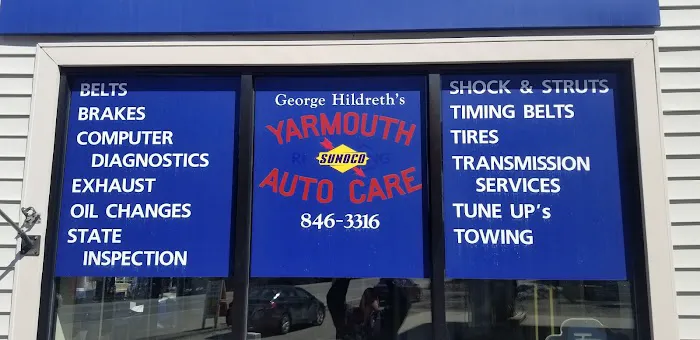 BELTS
BRAKES
COMPUTER
DIAGNOSTICS
EXHAUST
OIL CHANGES
STATE
INSPECTION
George Hildreth's
YARMOUTH
SUNOCO
AUTO CARE
846-3316
SHOCK & STRUTS
TIMING BELTS
TIRES
TRANSMISSION
SERVICES
TUNE UP's
TOWING